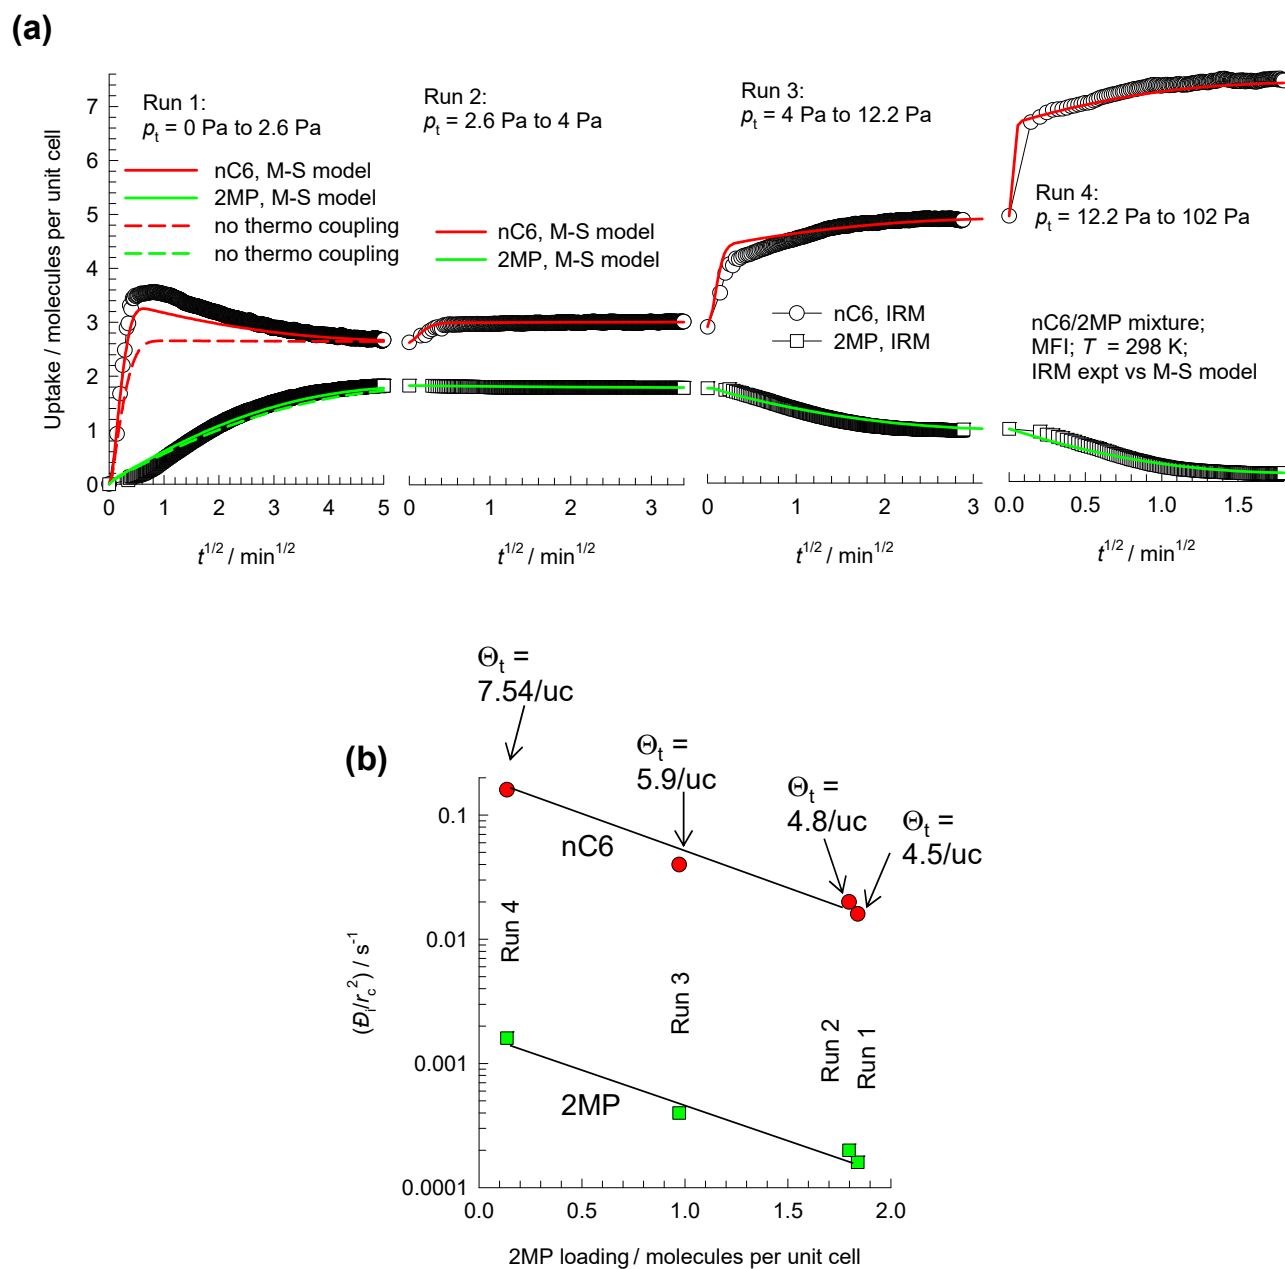 (a)
Run 1:
pt = 0 Pa to 2.6 Pa
nC6, M-S model
2MP, M-S model
no thermo coupling
no thermo coupling
Run 2:
pt = 2.6 Pa to 4 Pa
nC6, M-S model
2MP, M-S model
Run 3:
pt = 4 Pa to 12.2 Pa
nC6, IRM
2MP, IRM
Run 4:
pt = 12.2 Pa to 102 Pa
nC6/2MP mixture;
MFI; T = 298 K;
IRM expt vs M-S model
Uptake / molecules per unit cell
7
6
5
4
3
2
1
0
0 1 2 3 4 5
0 1 2 3
0 1 2 3
0.0 0.5 1.0 1.5
t1/2 / min1/2
t1/2 / min1/2
t1/2 / min1/2
t1/2 / min1/2
(b)
Θt =
7.54/uc
Θt =
5.9/uc
Θt =
4.8/uc
Θt =
4.5/uc
nC6
2MP
Run 4
Run 3
Run 2
Run 1
(Đi/rc2) / s-1
0.1
0.01
0.001
0.0001
0.0 0.5 1.0 1.5 2.0
2MP loading / molecules per unit cell